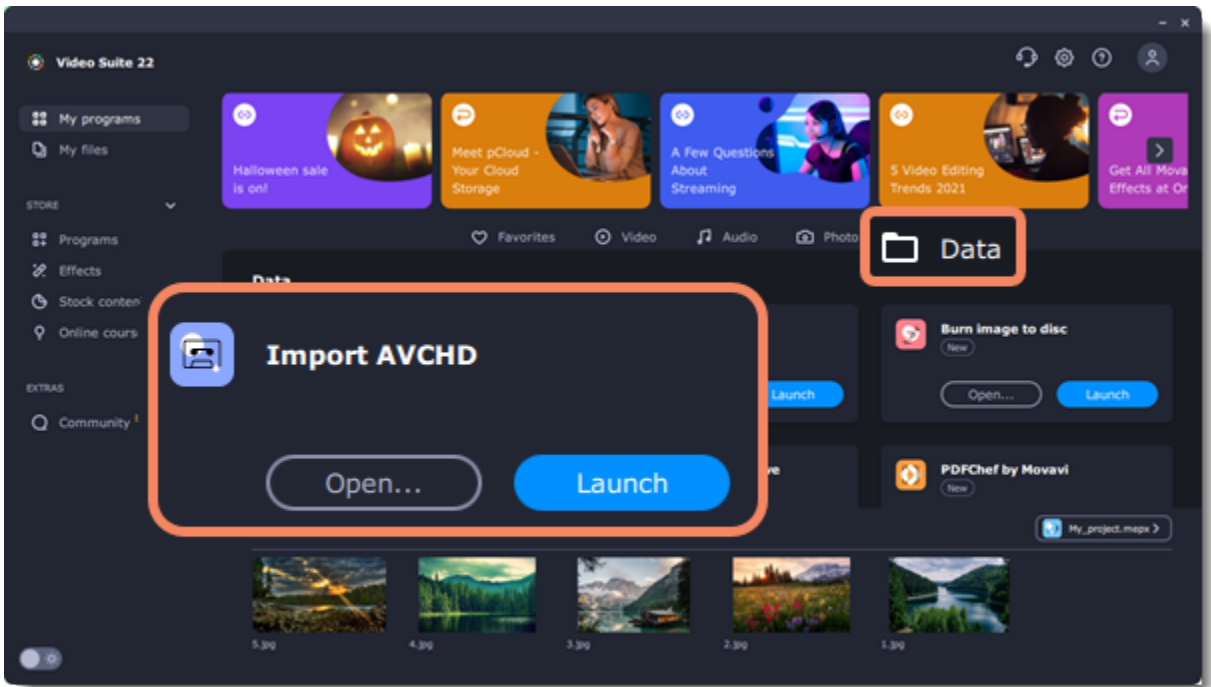 Video Suite 22
My programs
My files
STORE
Programs
Effects
Stock conten
Online cours
EXTRAS
Community
Halloween sale
is on!
Meet pCloud -
Your Cloud
Storage
A Few Questions
About
Streaming
5 Video Editing
Trends 2021
Get All Mova
Effects at Or
Favorites
Video
Audio
Photo
Data
Data
Import AVCHD
Open...
Launch
Launch
Burn image to disc
New
Open...
Launch
ve
PDFChef by Movavi
New
My_project.mepx
5.jpg
4.jpg
3.jpg
2.jpg
1.jpg